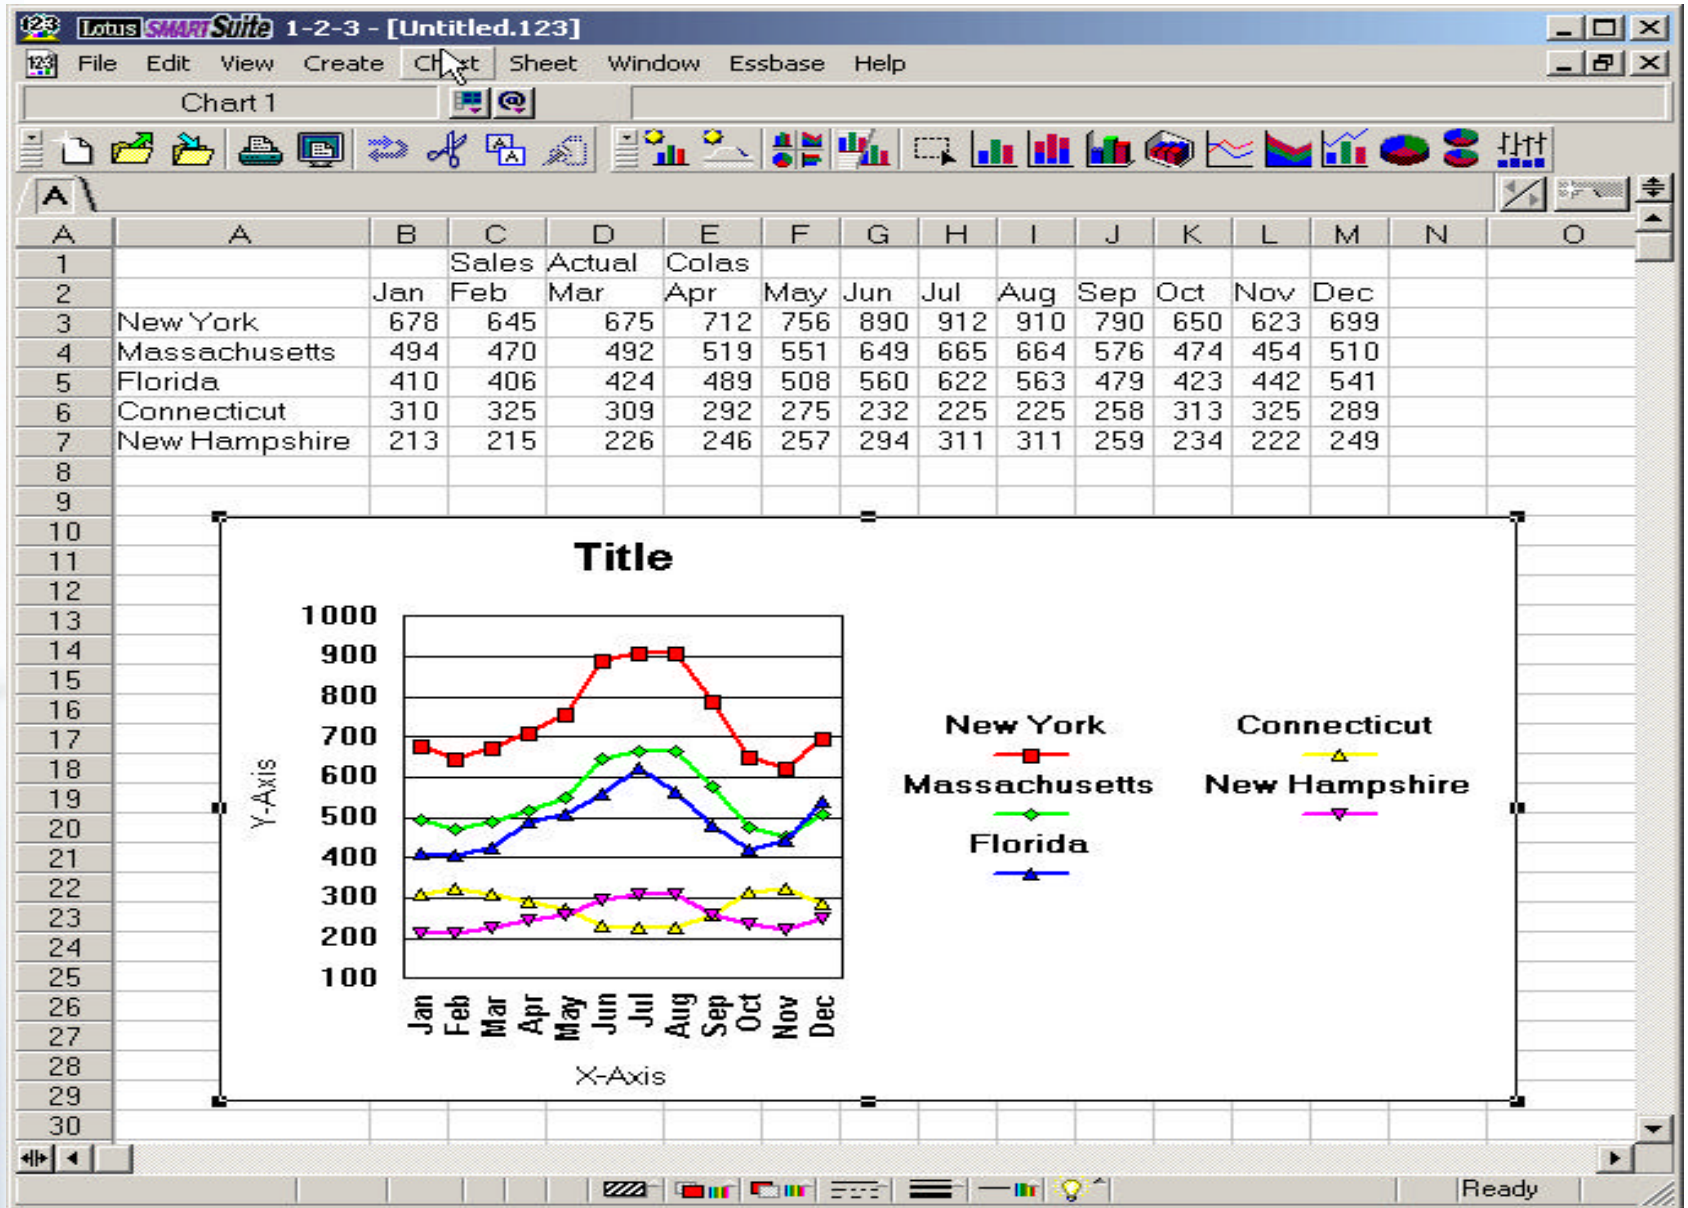 Lotus SMARTSuite 1-2-3 - [Untitled.123]
File Edit View Create Chart Sheet Window Essbase Help
Chart 1
A
A A B C D E F G H I J K L M N O
1 Sales Actual Colas
2 Jan Feb Mar Apr May Jun Jul Aug Sep Oct Nov Dec
3 New York 678 645 675 712 756 890 912 910 790 650 623 699
4 Massachusetts 494 470 492 519 551 649 665 664 576 474 454 510
5 Florida 410 406 424 489 508 560 622 563 479 423 442 541
6 Connecticut 310 325 309 292 275 232 225 225 258 313 325 289
7 New Hampshire 213 215 226 246 257 294 311 311 259 234 222 249
8
9
10
11
12
13
14
15
16
17
18
19
20
21
22
23
24
25
26
27
28
29
30
Title
1000
900
800
700
600
500
400
300
200
100
Y-Axis
Jan Feb Mar Apr May Jun Jul Aug Sep Oct Nov Dec
X-Axis
New York Connecticut
Massachusetts New Hampshire
Florida
Ready